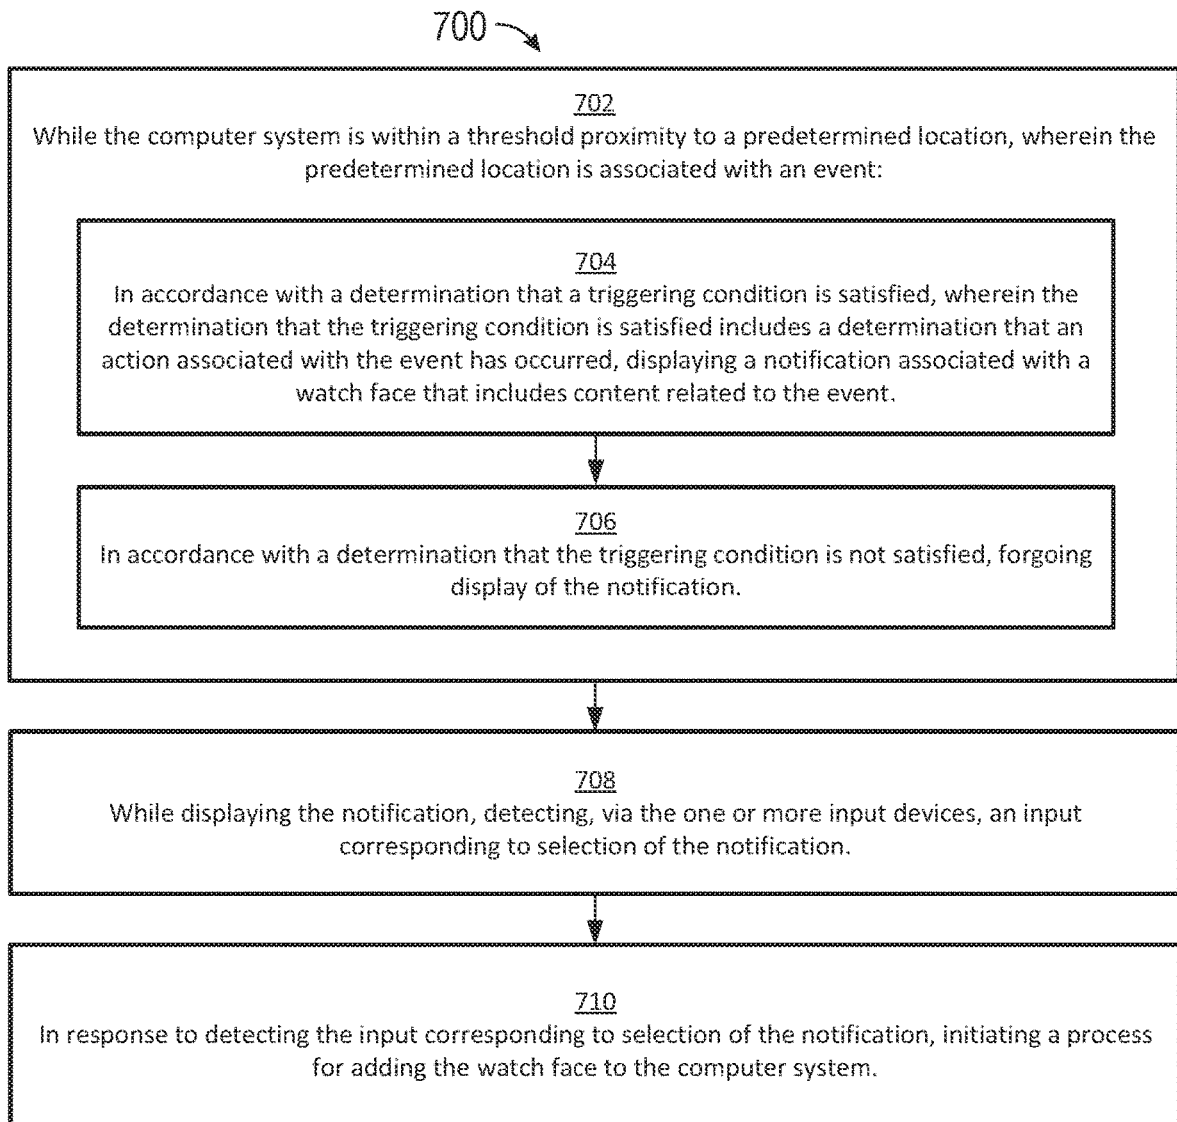 700
702
While the computer system is within a threshold proximity to a predetermined location, wherein the
predetermined location is associated with an event:
704
In accordance with a determination that a triggering condition is satisfied, wherein the
determination that the triggering condition is satisfied includes a determination that an
action associated with the event has occurred, displaying a notification associated with a
watch face that includes content related to the event.
706
In accordance with a determination that the triggering condition is not satisfied, forgoing
display of the notification.
708
While displaying the notification, detecting, via the one or more input devices, an input
corresponding to selection of the notification.
710
In response to detecting the input corresponding to selection of the notification, initiating a process
for adding the watch face to the computer system.